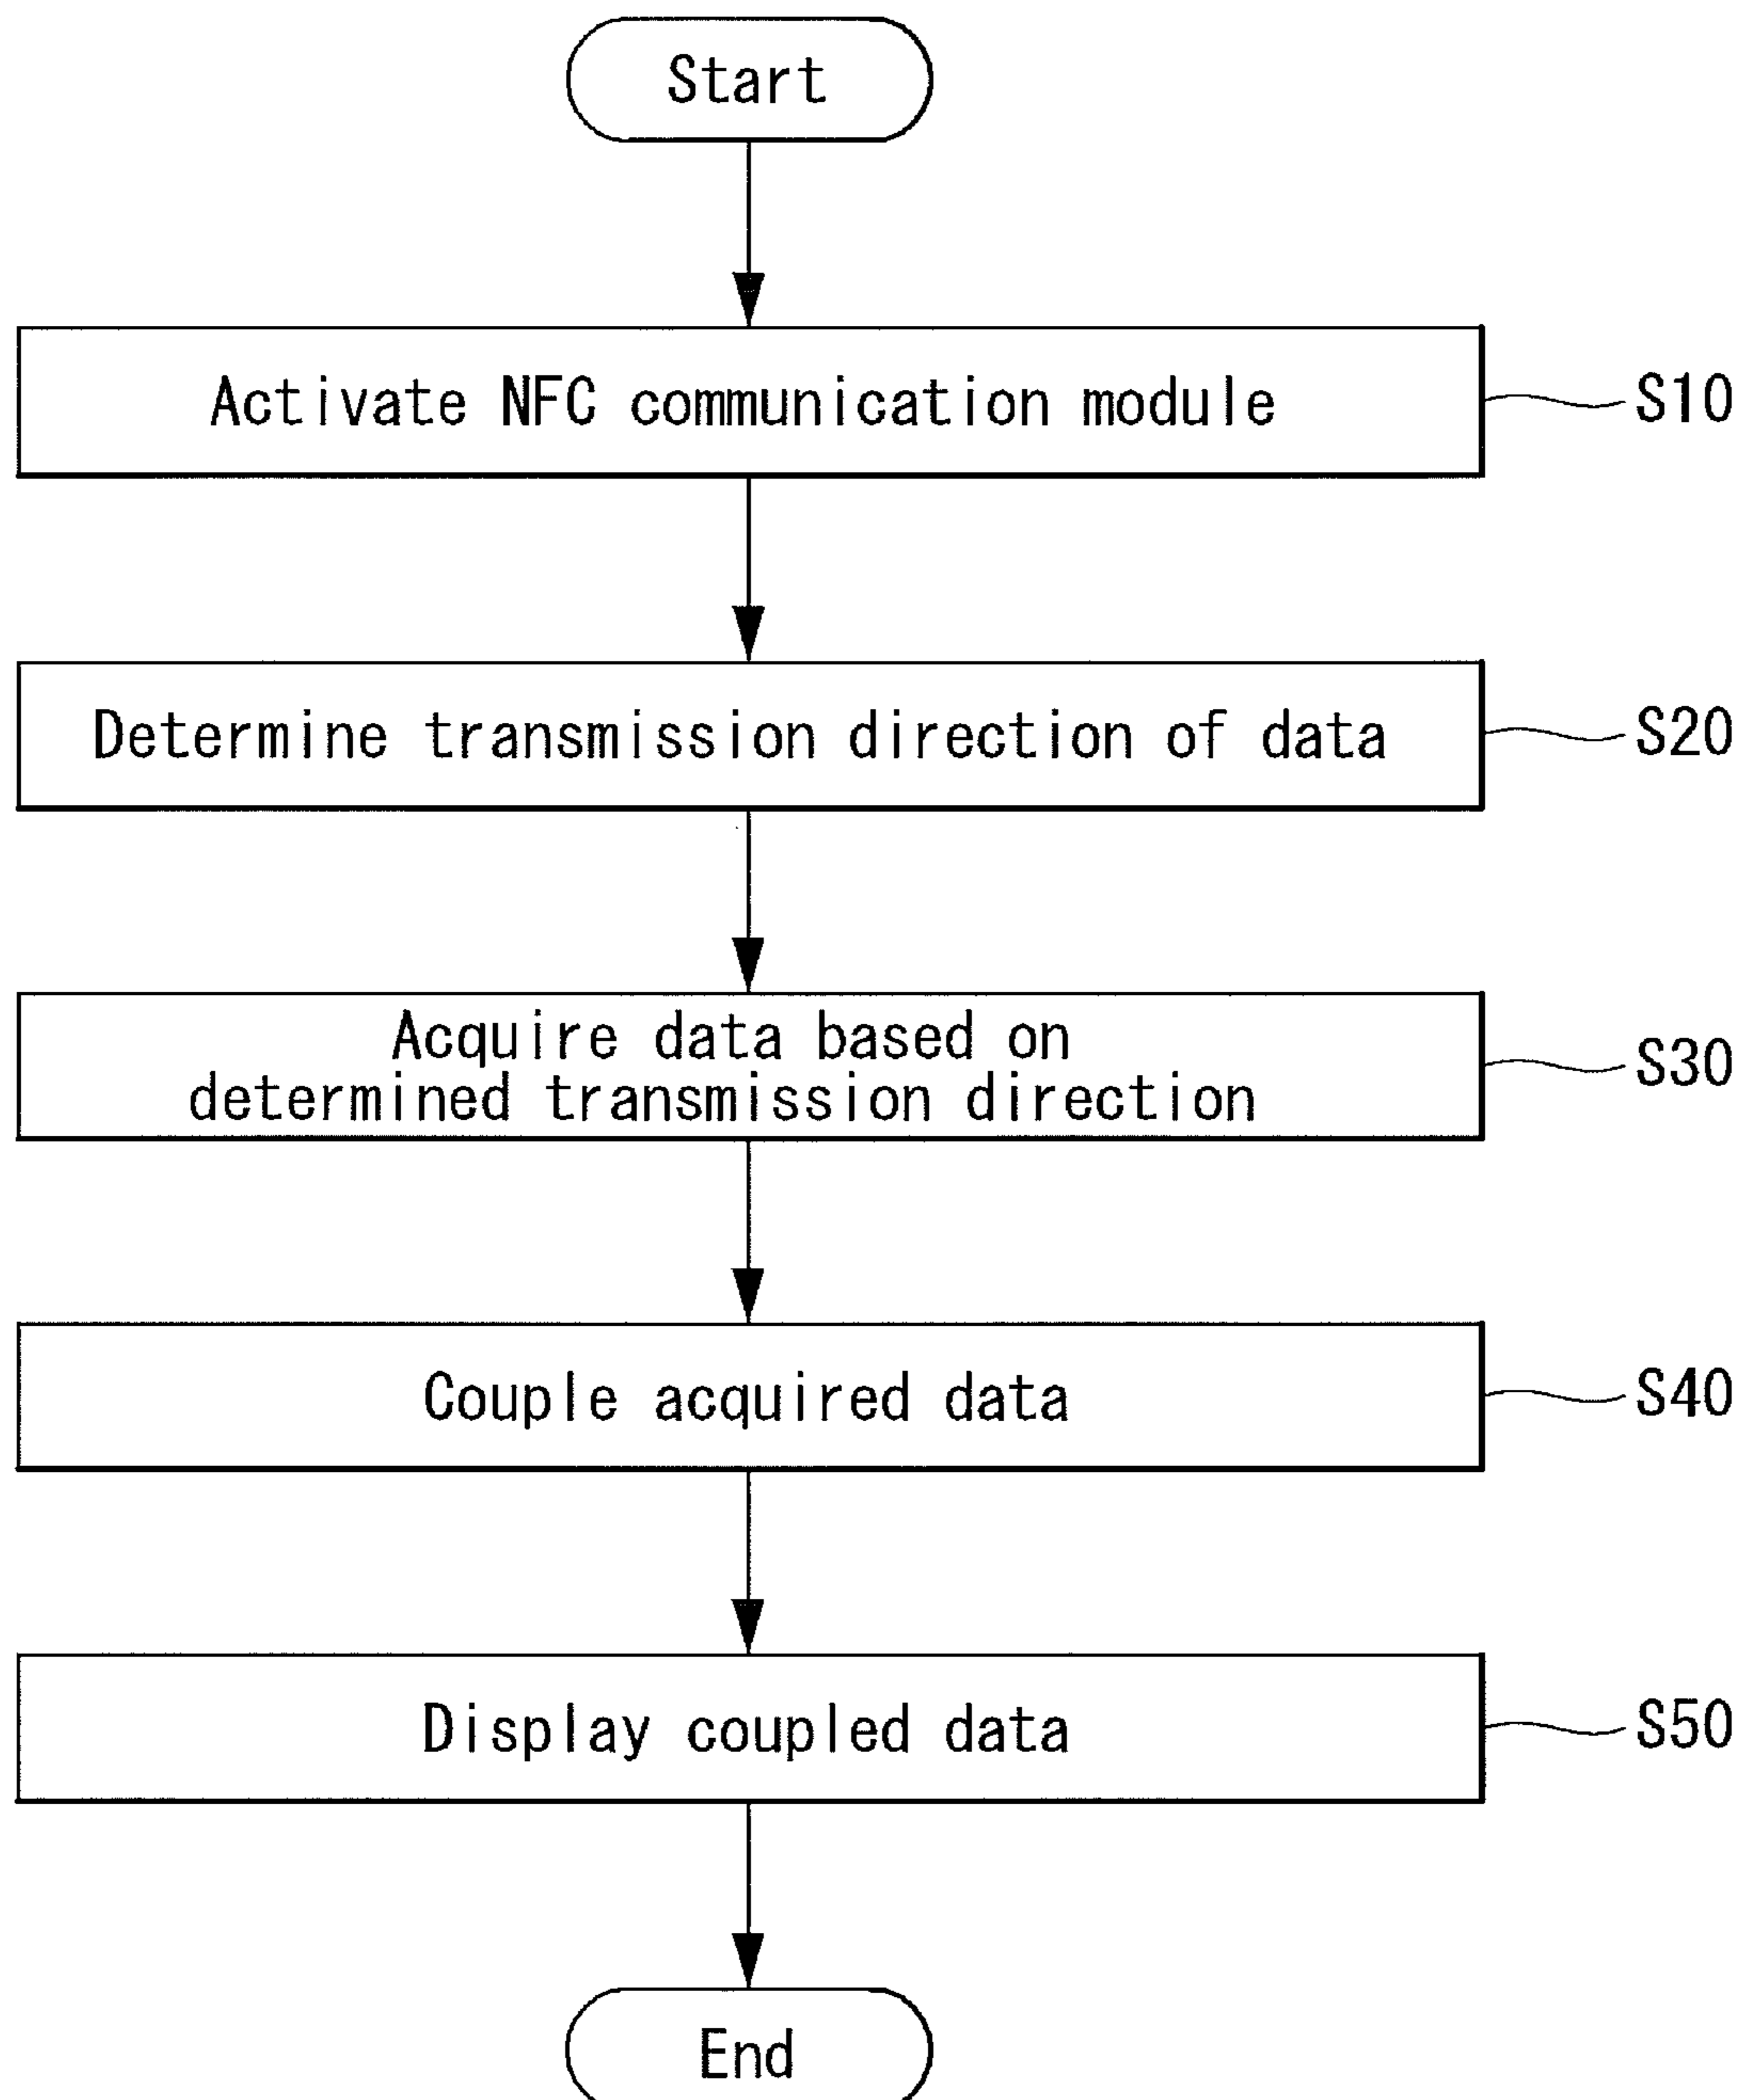 Start
Activate NFC communication module
S10
Determine transmission direction of data
S20
Acquire data based on
determined transmission direction
S30
Couple acquired data
S40
Display coupled data
S50
End